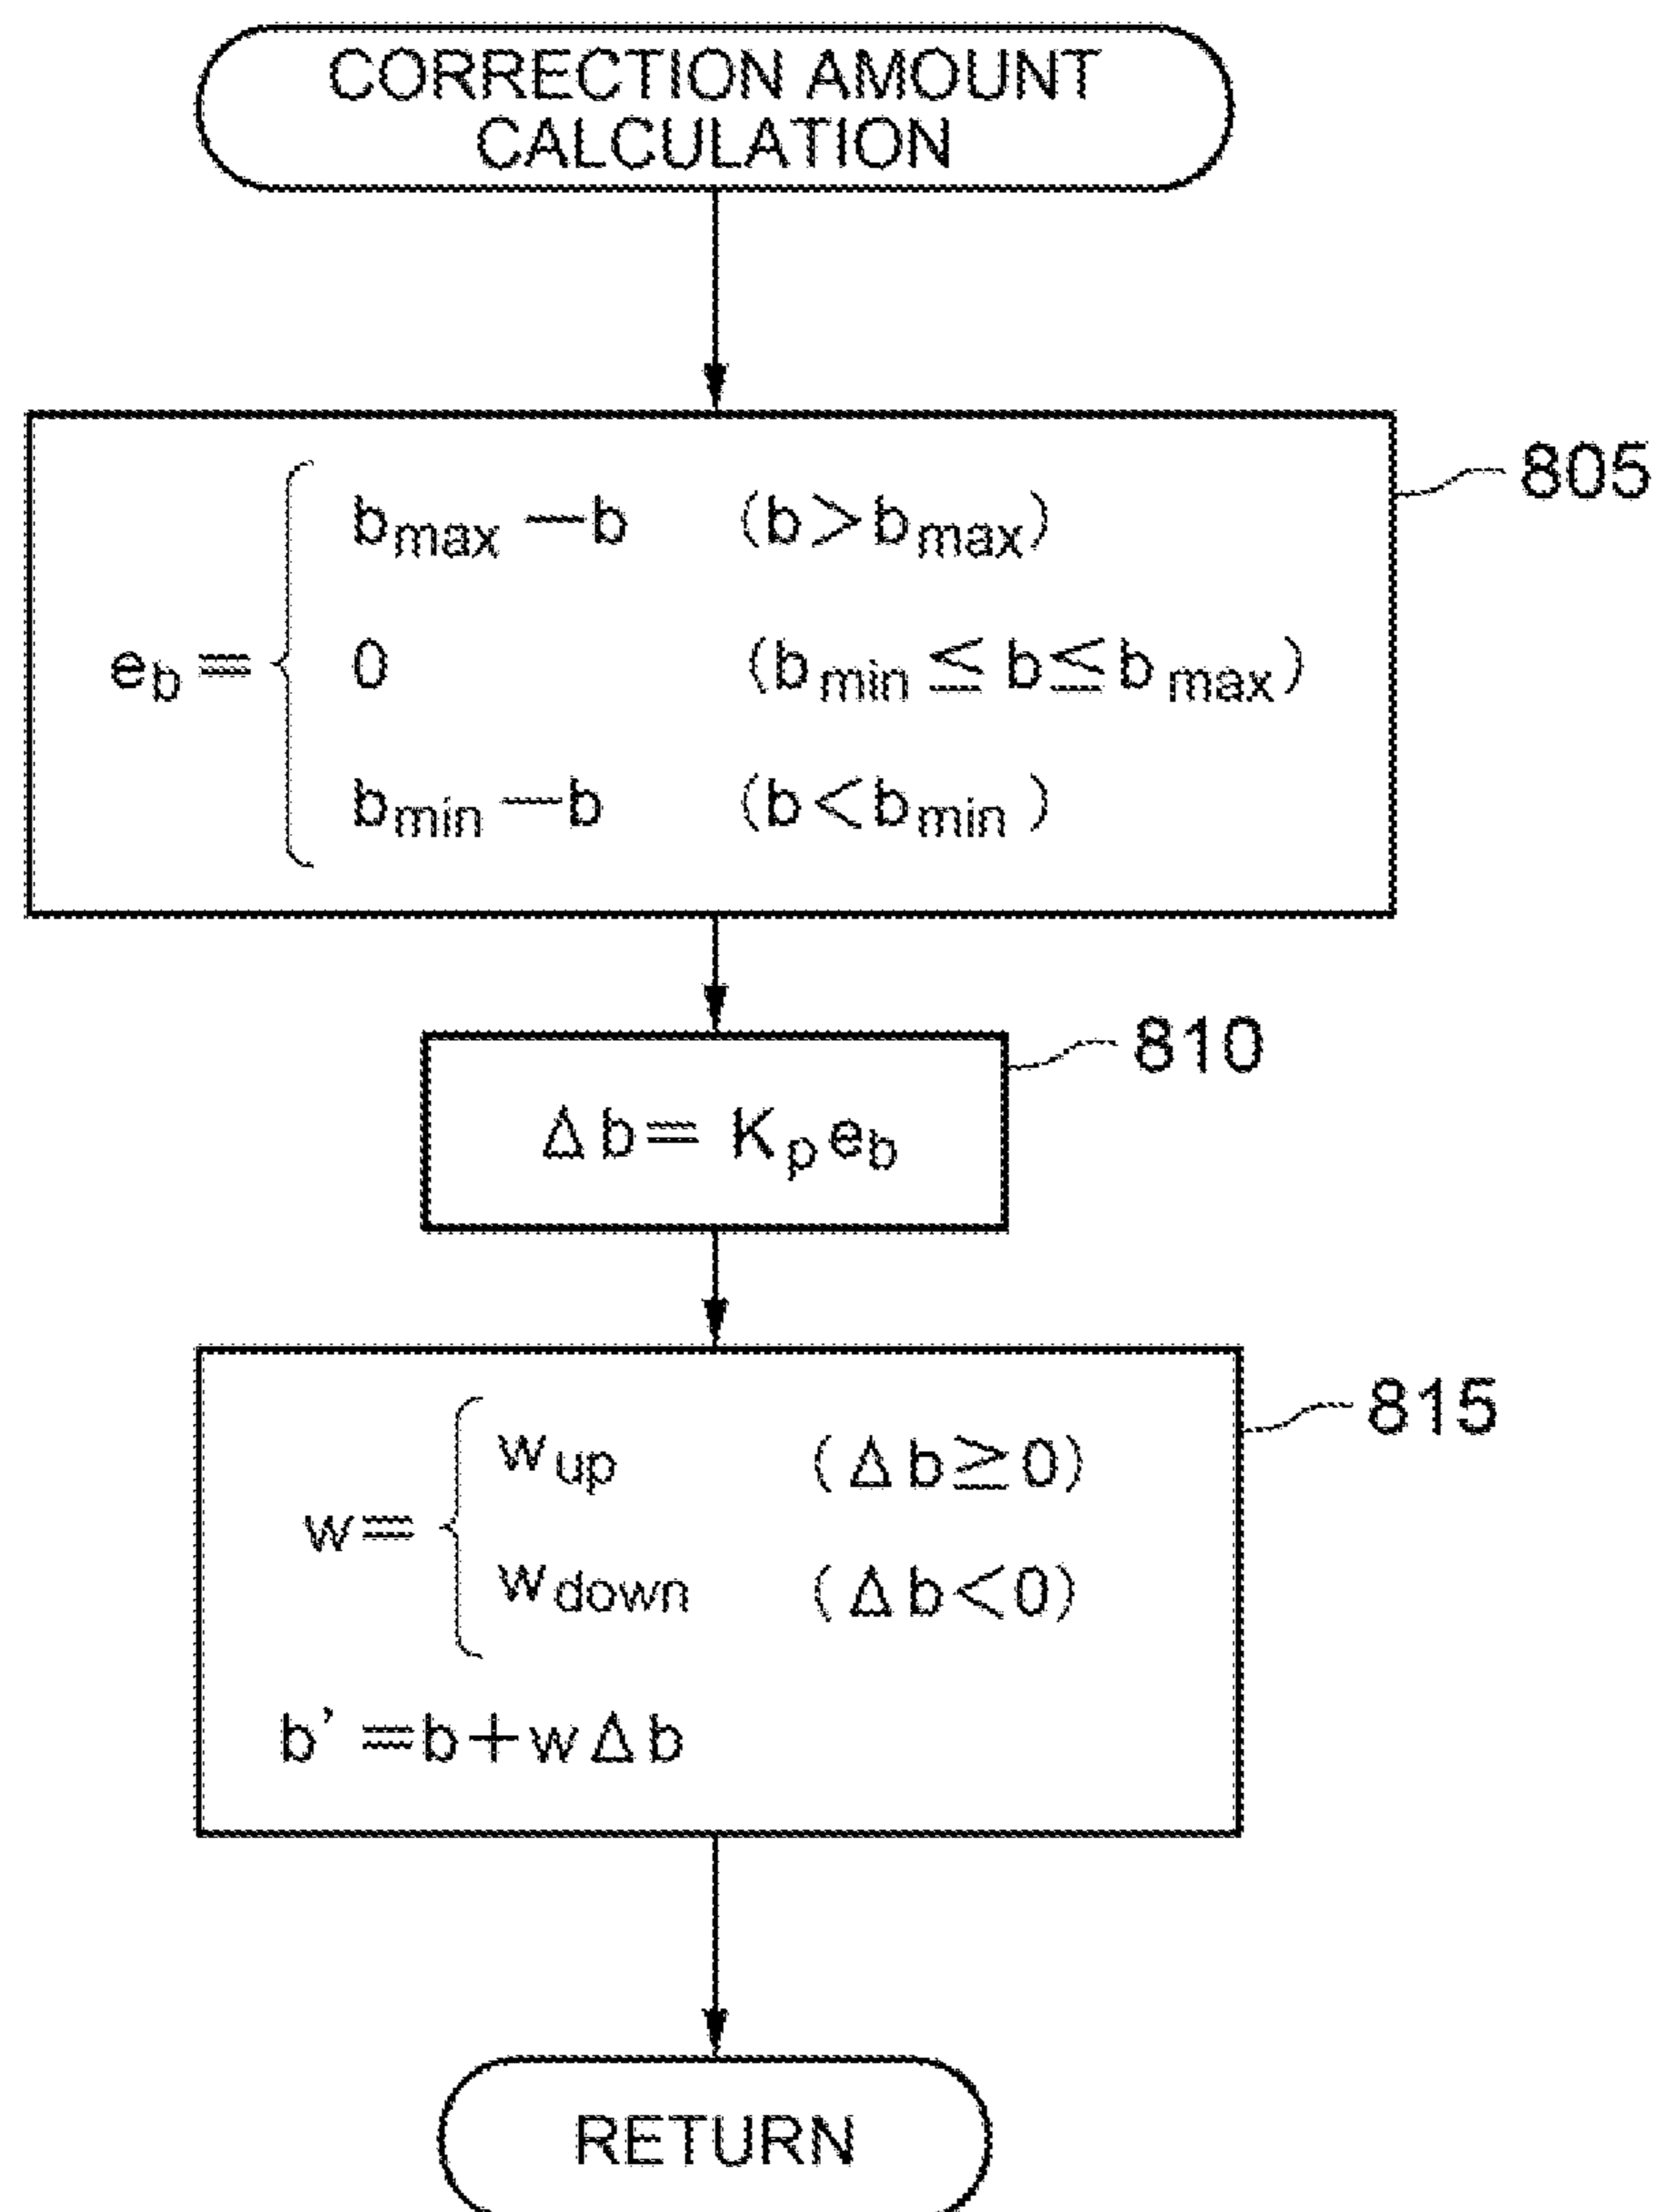 CORRECTION AMOUNT
CALCULATION
805
b_max −b (b>b_max)
e_b = { 0 (b_min ≦ b≦b_max)
b_min −b (b<b_min)
810
Δb= K_p e_b
815
w_up (Δb≧0)
w= {
w_down (Δb<0)
b' =b+wΔb
RETURN